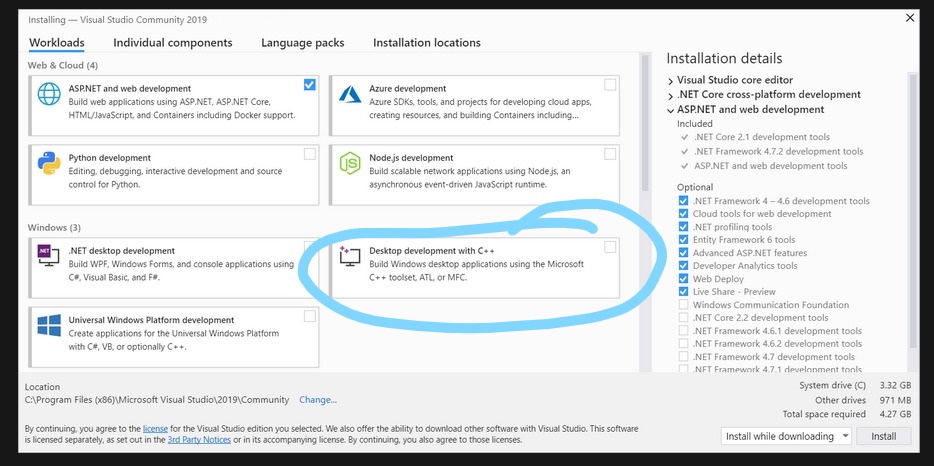 Installing — Visual Studio Community 2019
Workloads
Individual components
Language packs
Installation locations
Web & Cloud (4)
ASP.NET and web development
Build web applications using ASP.NET, ASP.NET Core,
HTML/JavaScript, and Containers including Docker support.
Azure development
Azure SDKs, tools, and projects for developing cloud apps,
creating resources, and building Containers including...
Python development
Editing, debugging, interactive development and source
control for Python.
Node.js development
Build scalable network applications using Node.js, an
asynchronous event-driven JavaScript runtime.
Windows (3)
.NET
.NET desktop development
Build WPF, Windows Forms, and console applications using
C#, Visual Basic, and F#.
Desktop development with C++
Build Windows desktop applications using the Microsoft
C++ toolset, ATL, or MFC.
Universal Windows Platform development
Create applications for the Universal Windows Platform
with C#, VB, or optionally C++.
Installation details
Visual Studio core editor
.NET Core cross-platform development
ASP.NET and web development
Included
.NET Core 2.1 development tools
.NET Framework 4.7.2 development tools
ASP.NET and web development tools
Optional
.NET Framework 4 – 4.6 development tools
Cloud tools for web development
.NET profiling tools
Entity Framework 6 tools
Advanced ASP.NET features
Developer Analytics tools
Web Deploy
Live Share - Preview
Windows Communication Foundation
.NET Core 2.2 development tools
.NET Framework 4.6.1 development tools
.NET Framework 4.6.2 development tools
.NET Framework 4.7 development tools
.NET Framework 4.7.1 development tools
Location
C:\Program Files (x86)\Microsoft Visual Studio\2019\Community Change...
System drive (C) 3.32 GB
Other drives 971 MB
Total space required 4.27 GB
By continuing, you agree to the license for the Visual Studio edition you selected. We also offer the ability to download other software with Visual Studio. This software
is licensed separately, as set out in the 3rd Party Notices or in its accompanying license. By continuing, you also agree to those licenses.
Install while downloading
Install